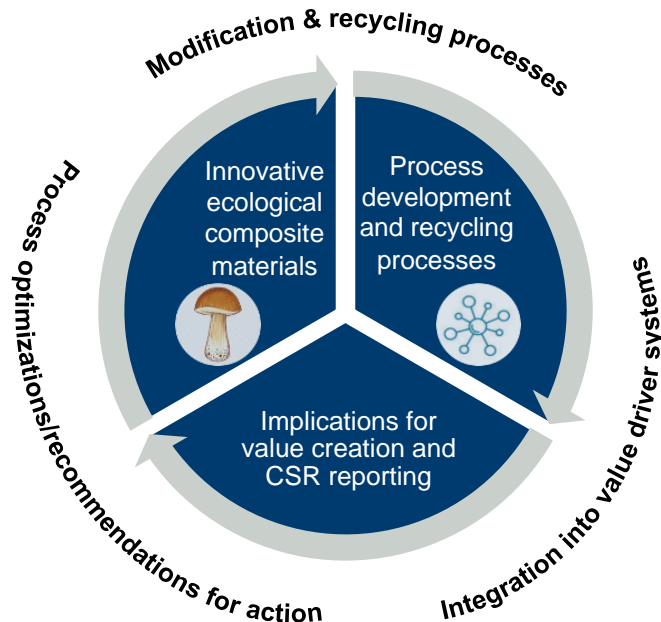 Modification & recycling processes
Innovative
ecological
composite
materials
Process
development
and recycling
processes
Implications for
value creation and
CSR reporting
Process optimizations/recommendations for action
Integration into value driver systems